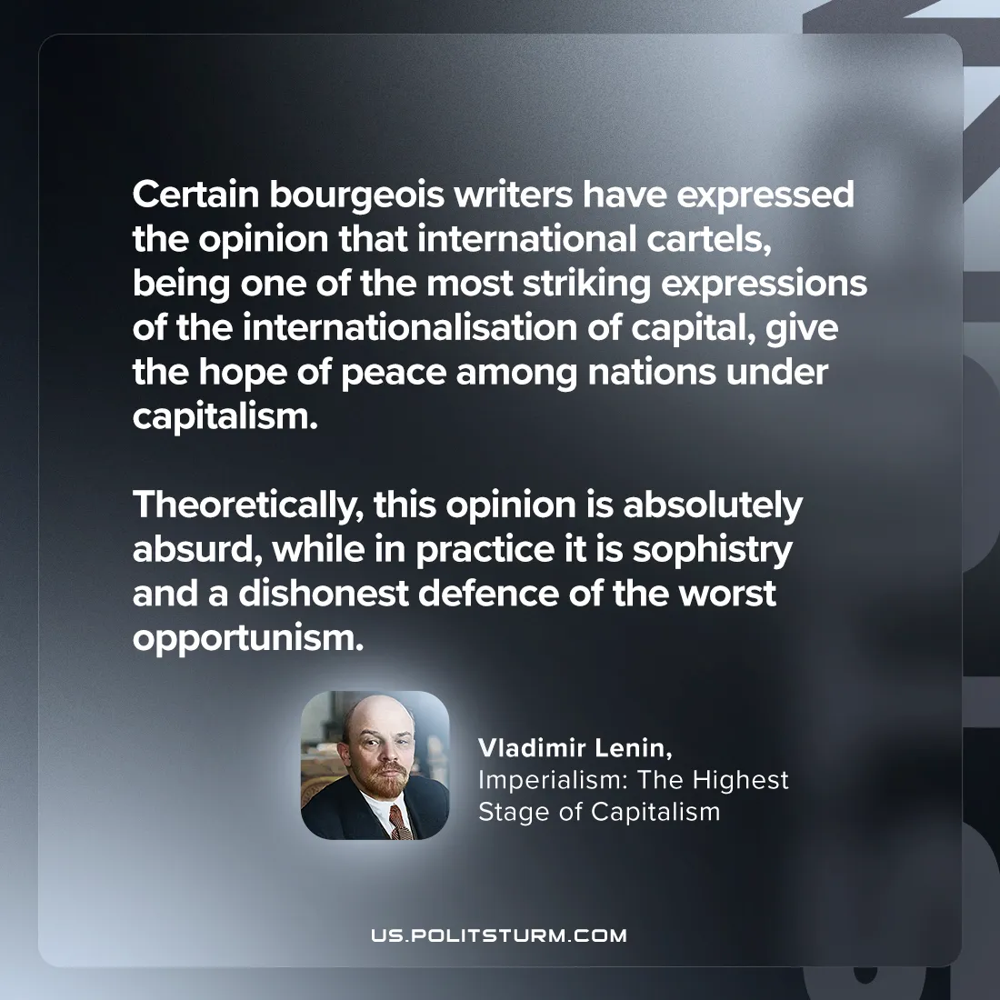 Certain bourgeois writers have expressed
the opinion that international cartels,
being one of the most striking expressions
of the internationalisation of capital, give
the hope of peace among nations under
capitalism.
Theoretically, this opinion is absolutely
absurd, while in practice it is sophistry
and a dishonest defence of the worst
opportunism.
Vladimir Lenin,
Imperialism: The Highest
Stage of Capitalism
US.POLITSTURM.COM